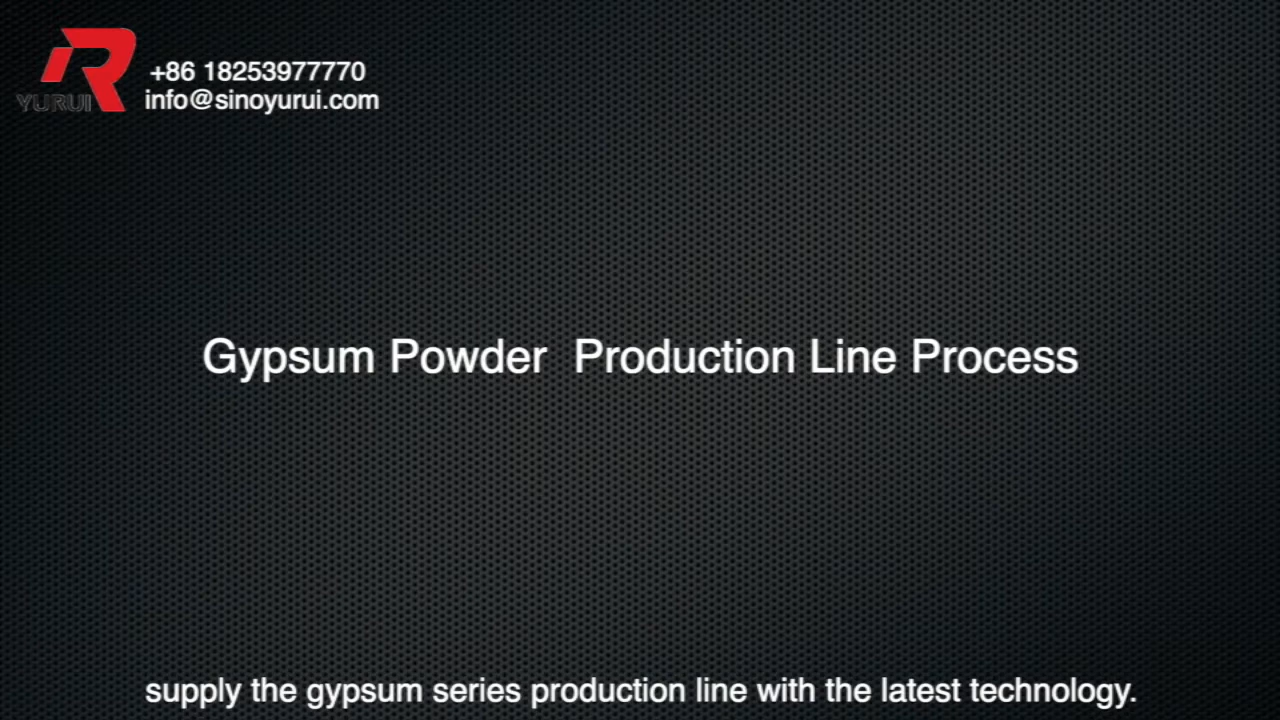 +86 18253977770
YURUI
info@sinoyurui.com
Gypsum Powder  Production Line Process
supply the gypsum series production line with the latest technology.